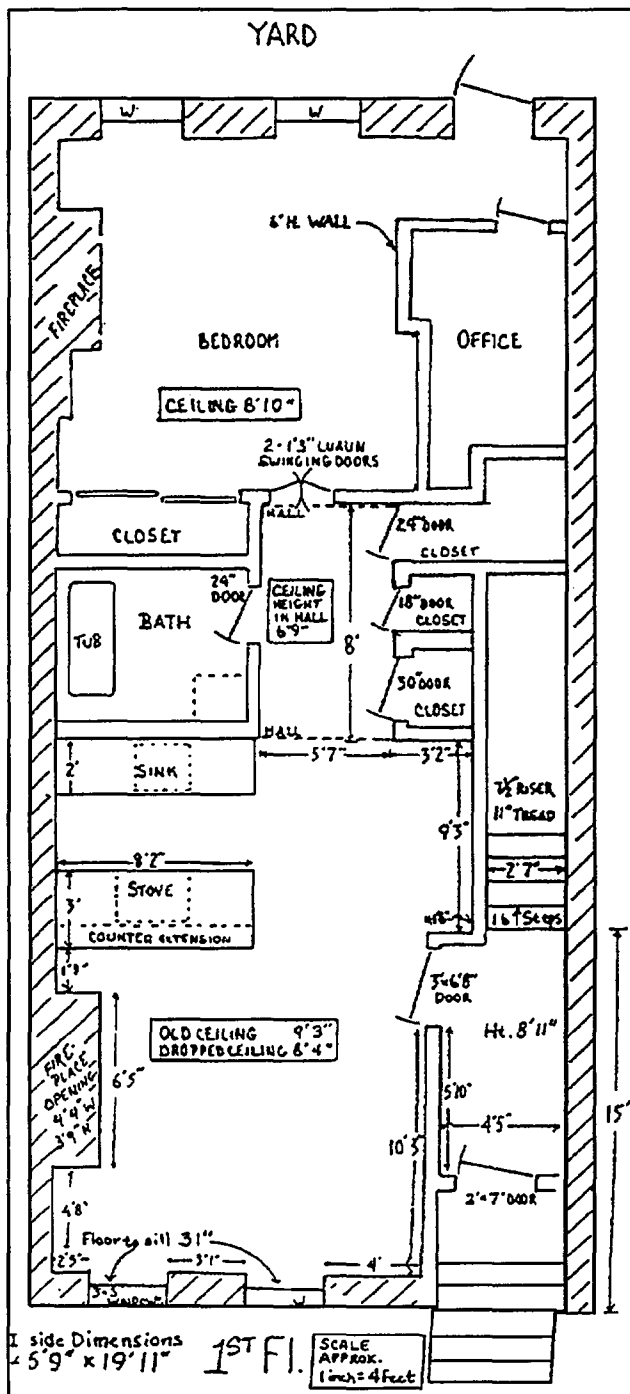 YARD
W
W
6" H. WALL
FIREPLACE
BEDROOM
OFFICE
CEILING 8'10"
2 - 1'3" LUAUN
SWINGING DOORS
CLOSET
HALL
24" DOOR
CLOSET
24"
DOOR
BATH
TUB
CEILING
HEIGHT
IN HALL
6'9"
8'
18" DOOR
CLOSET
30" DOOR
CLOSET
HALL
5'7"
3'2"
2'
SINK
9'3"
7½ RISER
11" TREAD
8'2"
STOVE
3'
2'7"
COUNTER EXTENSION
16 ↑ Steps
3'x6'8"
DOOR
OLD CEILING 9'3"
DROPPED CEILING 8'4"
Ht. 8'11"
FIRE-
PLACE
OPENING
4'4" W
3'9" H
6'5"
5'10"
15'
4'5"
10'5
4'8"
2'x7' DOOR
Floor to sill 31"
2'5"
3'1"
4'
W
side Dimensions
5'9" x 19'11"
1ST Fl.
SCALE
APPROX.
1 inch = 4 feet